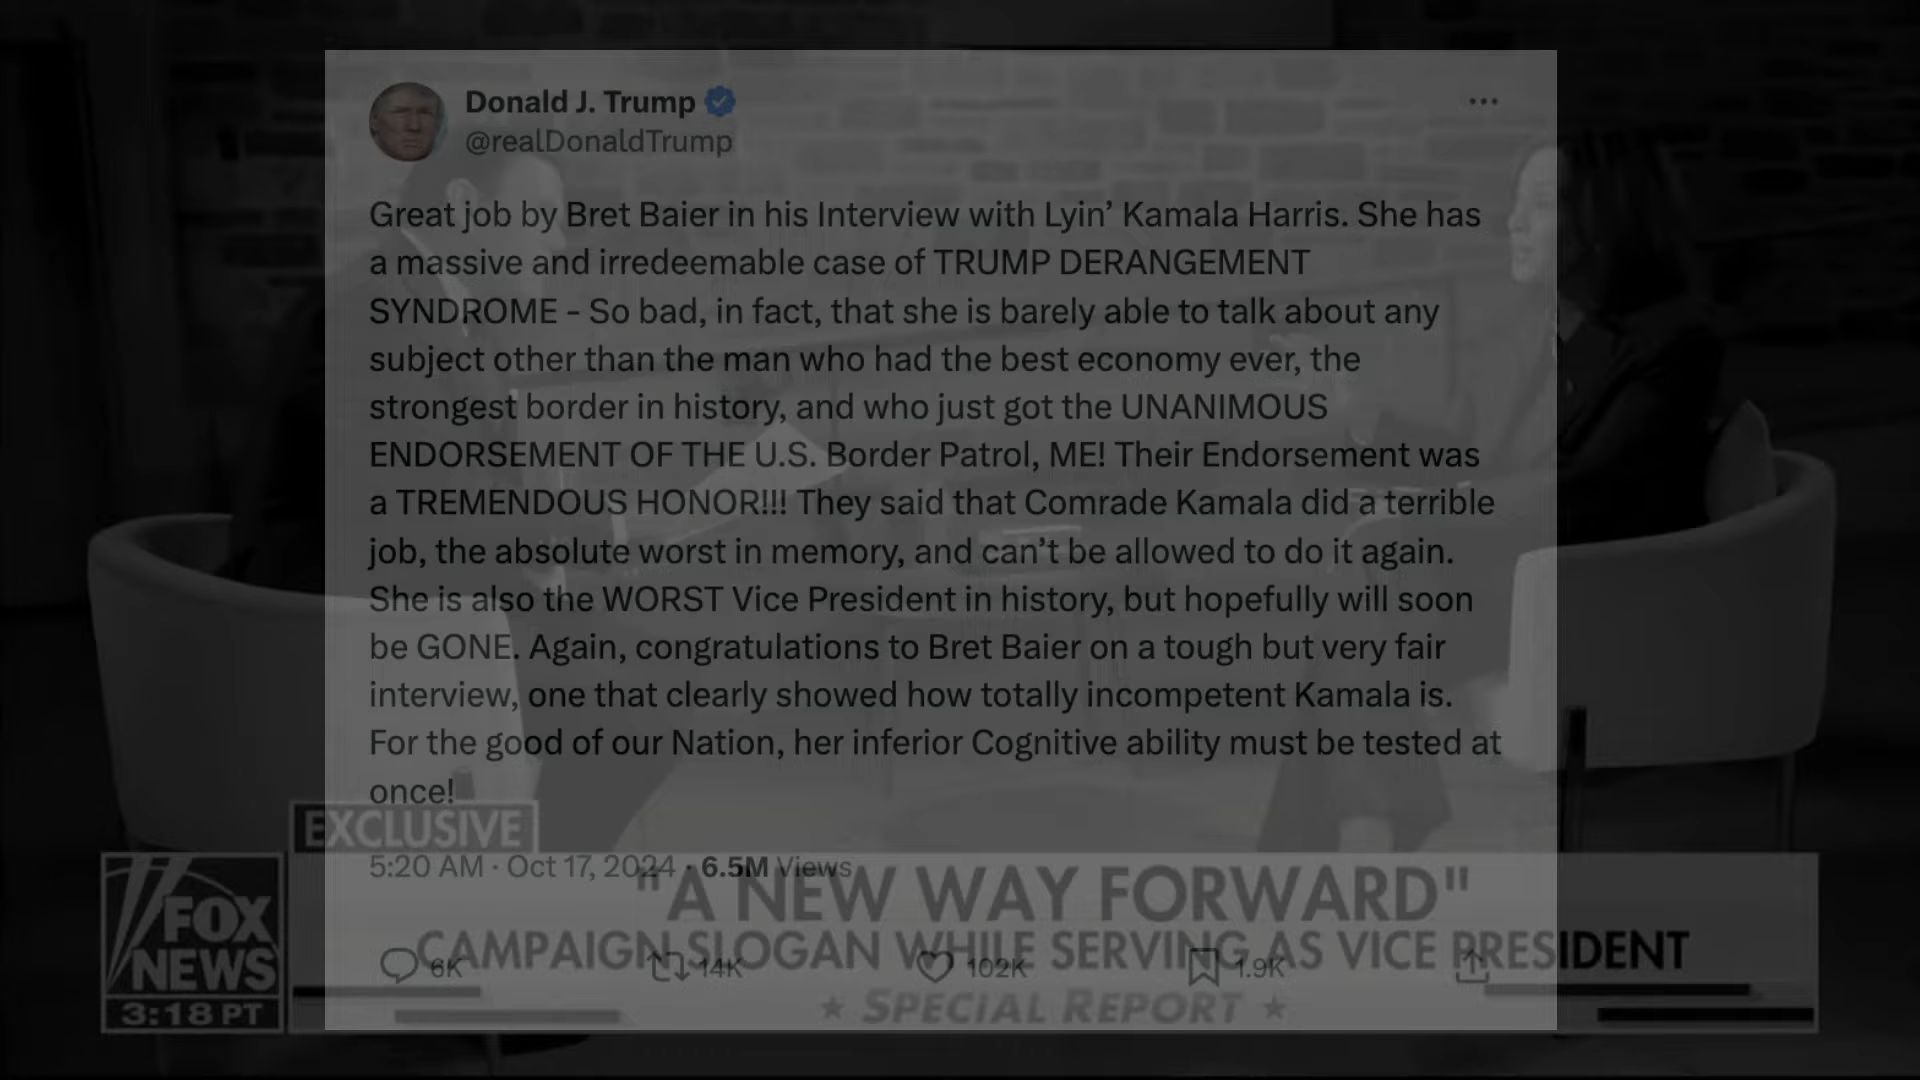 Donald J. Trump
@realDonaldTrump
Great job by Bret Baier in his Interview with Lyin’ Kamala Harris. She has
a massive and irredeemable case of TRUMP DERANGEMENT
SYNDROME - So bad, in fact, that she is barely able to talk about any
subject other than the man who had the best economy ever, the
strongest border in history, and who just got the UNANIMOUS
ENDORSEMENT OF THE U.S. Border Patrol, ME! Their Endorsement was
a TREMENDOUS HONOR!!! They said that Comrade Kamala did a terrible
job, the absolute worst in memory, and can’t be allowed to do it again.
She is also the WORST Vice President in history, but hopefully will soon
be GONE. Again, congratulations to Bret Baier on a tough but very fair
interview, one that clearly showed how totally incompetent Kamala is.
For the good of our Nation, her inferior Cognitive ability must be tested at
once!
5:20 AM · Oct 17, 2024 · 6.5M Views
6K 14K 102K 1.9K
EXCLUSIVE
"A NEW WAY FORWARD"
CAMPAIGN SLOGAN WHILE SERVING AS VICE PRESIDENT
★ SPECIAL REPORT ★
FOX
NEWS
3:18 PT